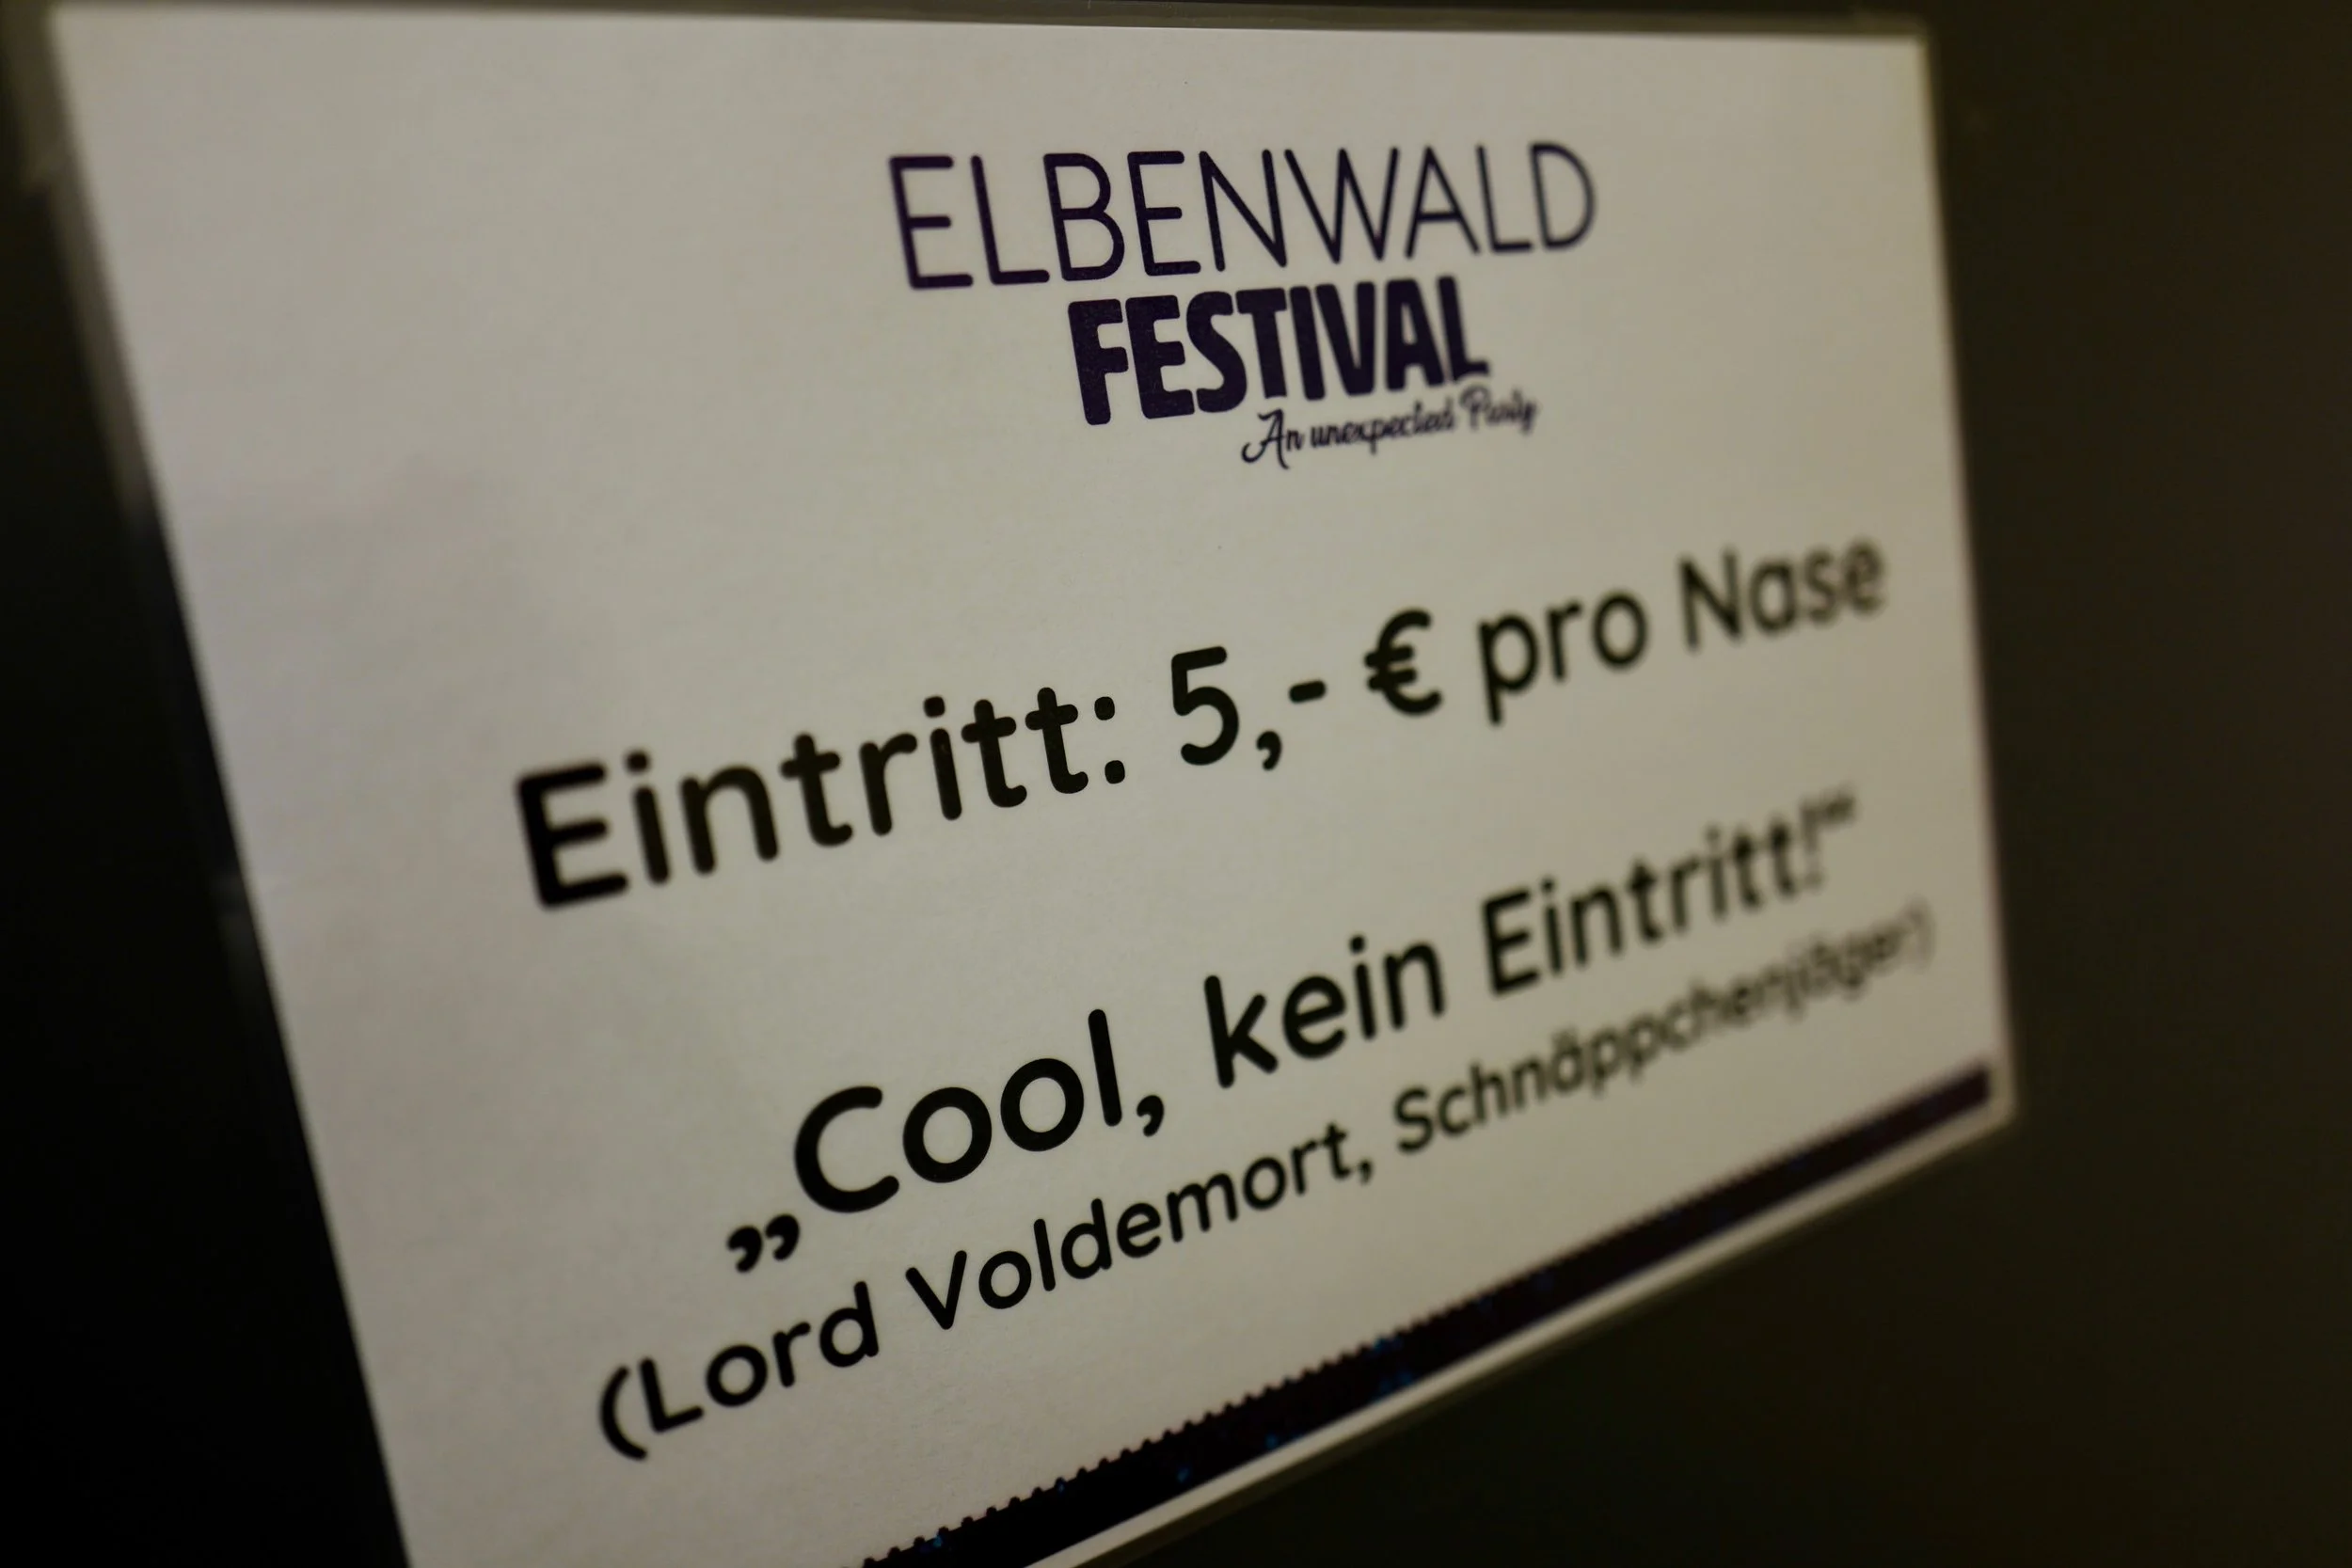 ELBENWALD
FESTIVAL
An unexpected Party
Eintritt: 5,- € pro Nase
„Cool, kein Eintritt!“
(Lord Voldemort, Schnäppchenjäger)